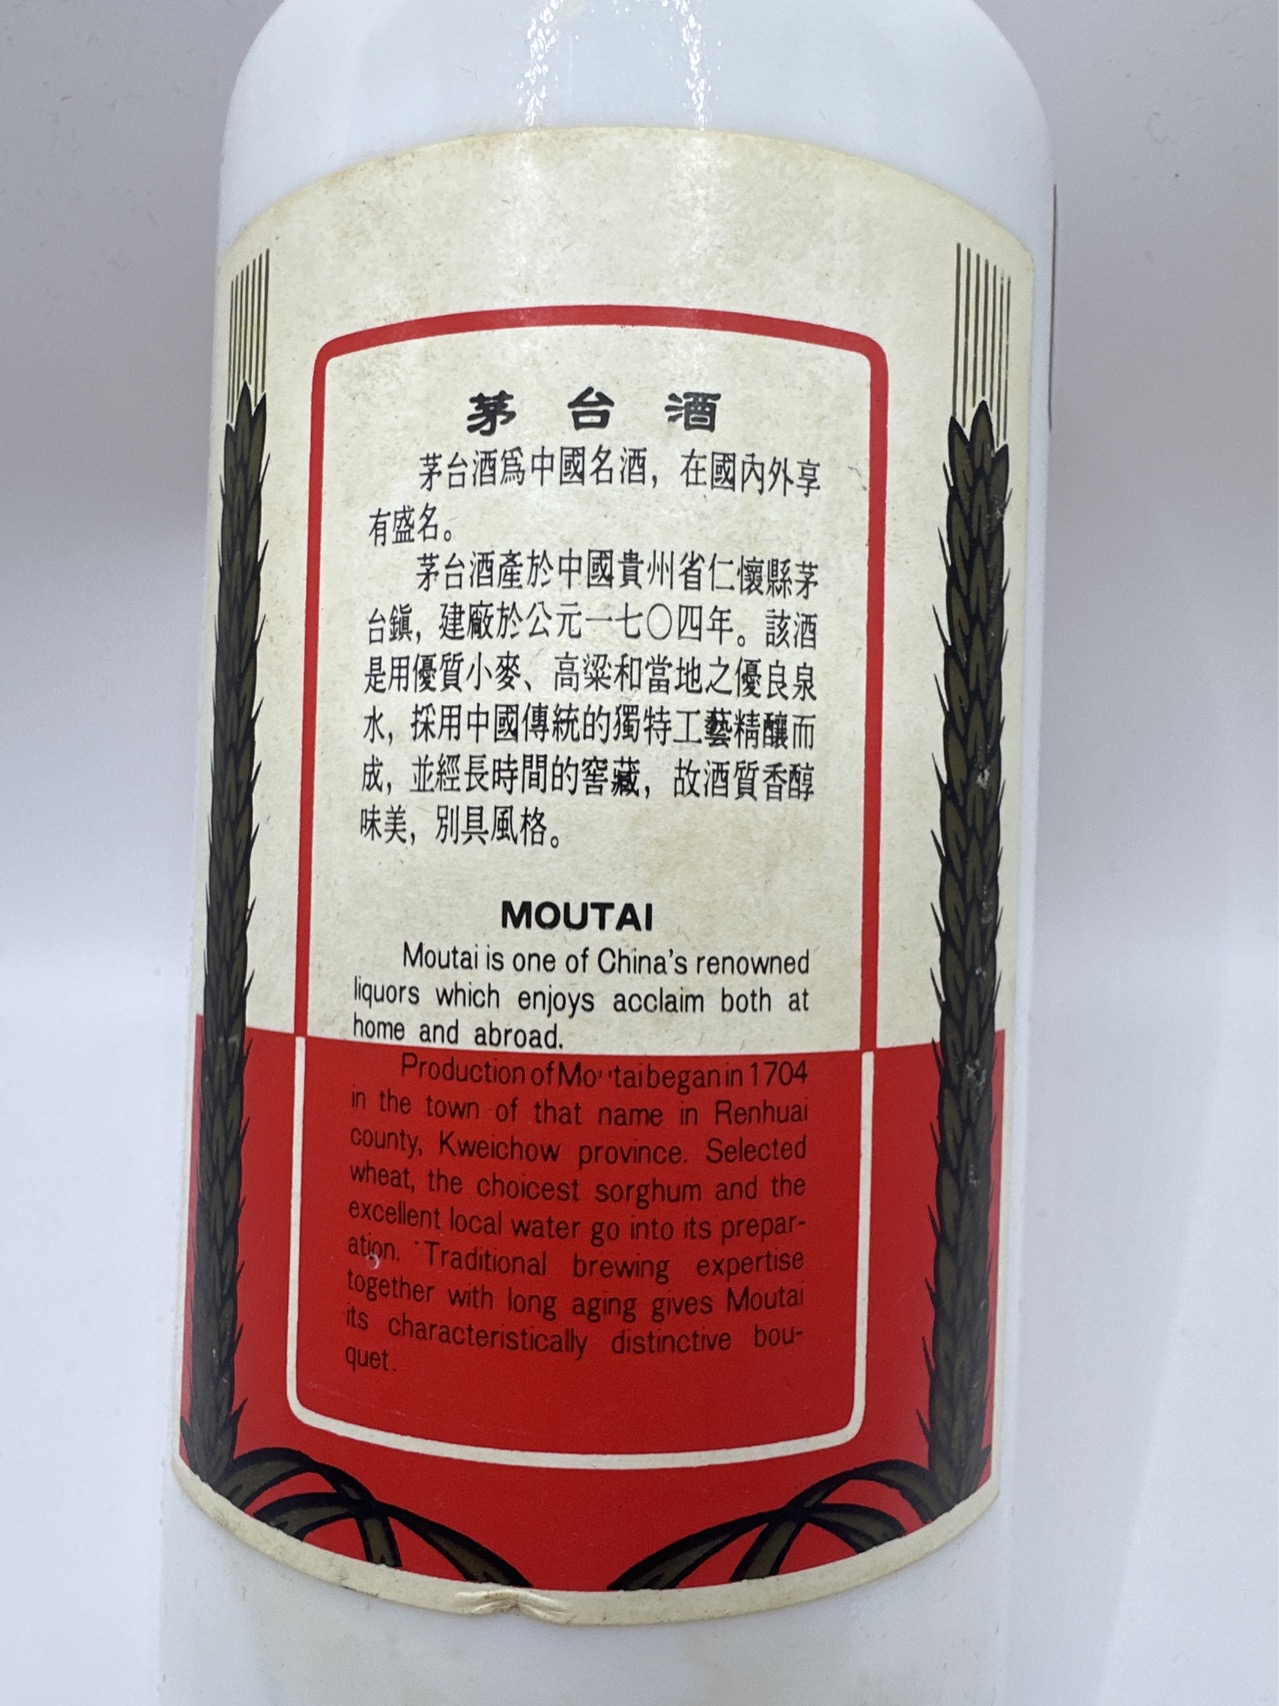 茅台酒
茅台酒爲中國名酒，在國內外享
有盛名。
茅台酒產於中國貴州省仁懷縣茅
台鎭，建廠於公元一七〇四年。該酒
是用優質小麥、高粱和當地之優良泉
水，採用中國傳統的獨特工藝精釀而
成，並經長時間的窖藏，故酒質香醇
味美，別具風格。
MOUTAI
Moutai is one of China's renowned
liquors which enjoys acclaim both at
home and abroad.
Production of Moutai began in 1704
in the town of that name in Renhuai
county, Kweichow province. Selected
wheat, the choicest sorghum and the
excellent local water go into its prepar-
ation. Traditional brewing expertise
together with long aging gives Moutai
its characteristically distinctive bou-
quet.